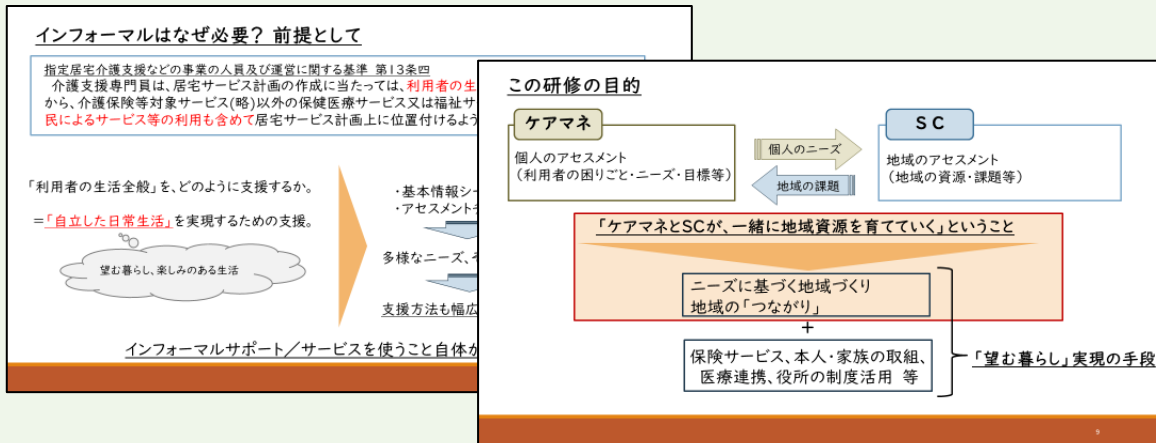 インフォーマルはなぜ必要? 前提として
指定居宅介護支援などの事業の人員及び運営に関する基準 第13条四
介護支援専門員は、居宅サービス計画の作成に当たっては、利用者の生
から、介護保険等対象サービス(略)以外の保健医療サービス又は福祉サ
民によるサービス等の利用も含めて居宅サービス計画上に位置付けるよう
「利用者の生活全般」を、どのように支援するか。
=「自立した日常生活」を実現するための支援。
望む暮らし、楽しみのある生活
・基本情報シー
・アセスメント
多様なニーズ、
支援方法も幅広
インフォーマルサポート/サービスを使うこと自体が
この研修の目的
ケアマネ
個人のアセスメント
(利用者の困りごと・ニーズ・目標等)
個人のニーズ
地域の課題
SC
地域のアセスメント
(地域の資源・課題等)
「ケアマネとSCが、一緒に地域資源を育てていく」ということ
ニーズに基づく地域づくり
地域の「つながり」
+
保険サービス、本人・家族の取組、
医療連携、役所の制度活用 等
「望む暮らし」実現の手段
9